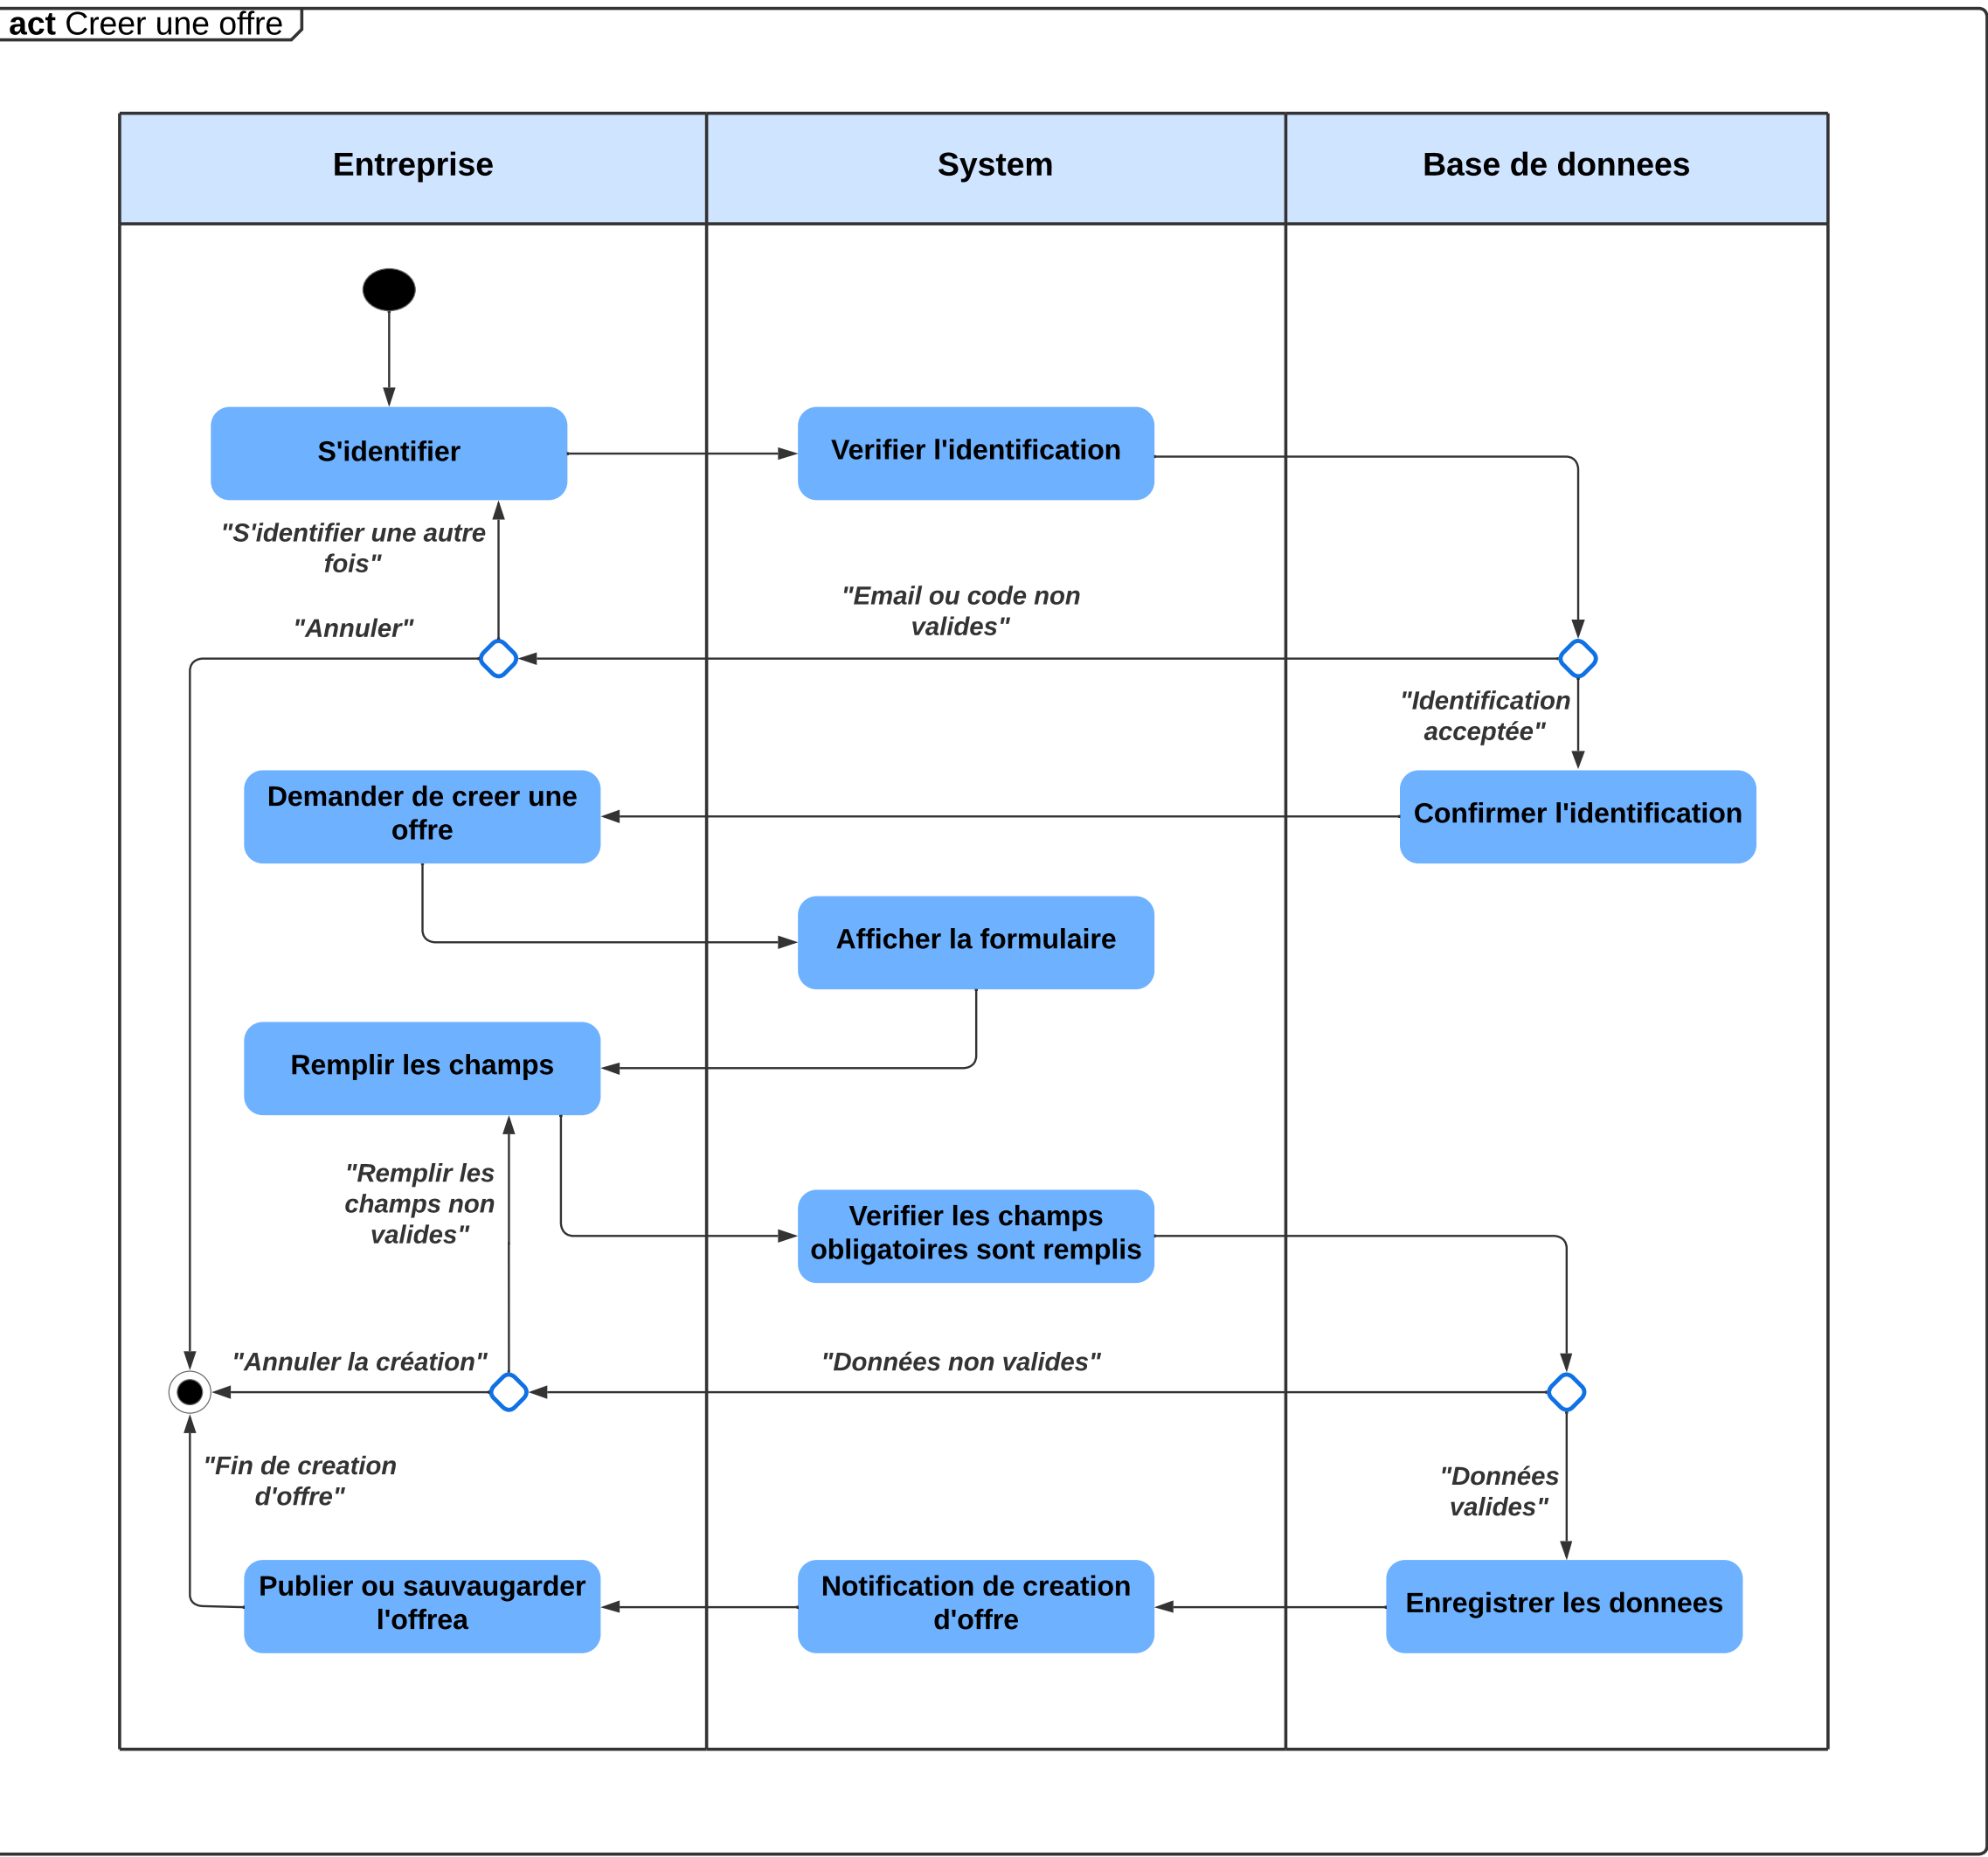 act Creer une offre
Entreprise
System
Base de donnees
S'identifier
Verifier l'identification
"S'identifier une autre
fois"
"Email ou code non
valides"
"Annuler"
"Identification
acceptée"
Demander de creer une
offre
Confirmer l'identification
Afficher la formulaire
Remplir les champs
"Remplir les
champs non
valides"
Verifier les champs
obligatoires sont remplis
"Annuler la création"
"Données non valides"
"Fin de creation
d'offre"
"Données
valides"
Publier ou sauvaugarder
l'offrea
Notification de creation
d'offre
Enregistrer les donnees